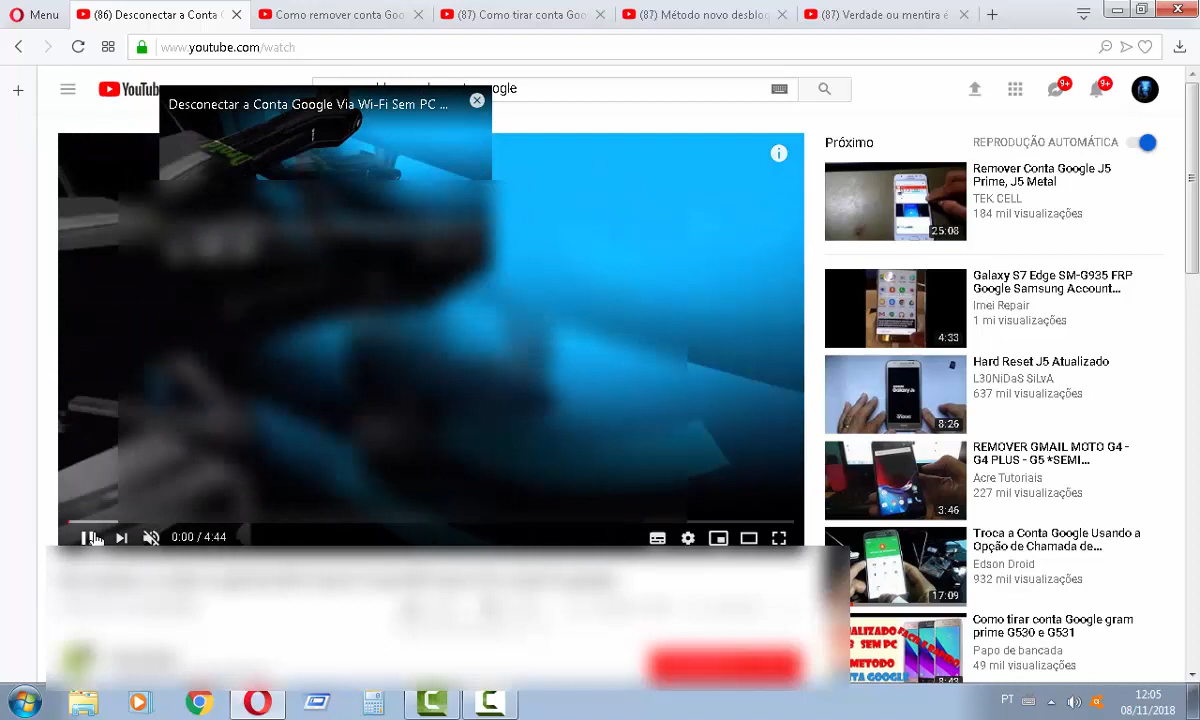 Menu
(86) Desconectar a Conta
Como remover conta Goo
(87) Como tirar conta Goo
(87) Método novo desblo
(87) Verdade ou mentira e
www.youtube.com/watch
YouTub
ogle
9+
9+
Desconectar a Conta Google Via Wi-Fi Sem PC ...
0:00 / 4:44
Próximo
REPRODUÇÃO AUTOMÁTICA
Remover Conta Google J5
Prime, J5 Metal
TEK CELL
184 mil visualizações
25:08
Galaxy S7 Edge SM-G935 FRP
Google Samsung Account...
Imei Repair
1 mi visualizações
4:33
Hard Reset J5 Atualizado
L30NiDaS SiLvA
637 mil visualizações
8:26
REMOVER GMAIL MOTO G4 -
G4 PLUS - G5 *SEMI...
Acre Tutoriais
227 mil visualizações
3:46
Troca a Conta Google Usando a
Opção de Chamada de...
Edson Droid
932 mil visualizações
17:09
Como tirar conta Google gram
prime G530 e G531
Papo de bancada
49 mil visualizações
8:43
PT
12:05
08/11/2018